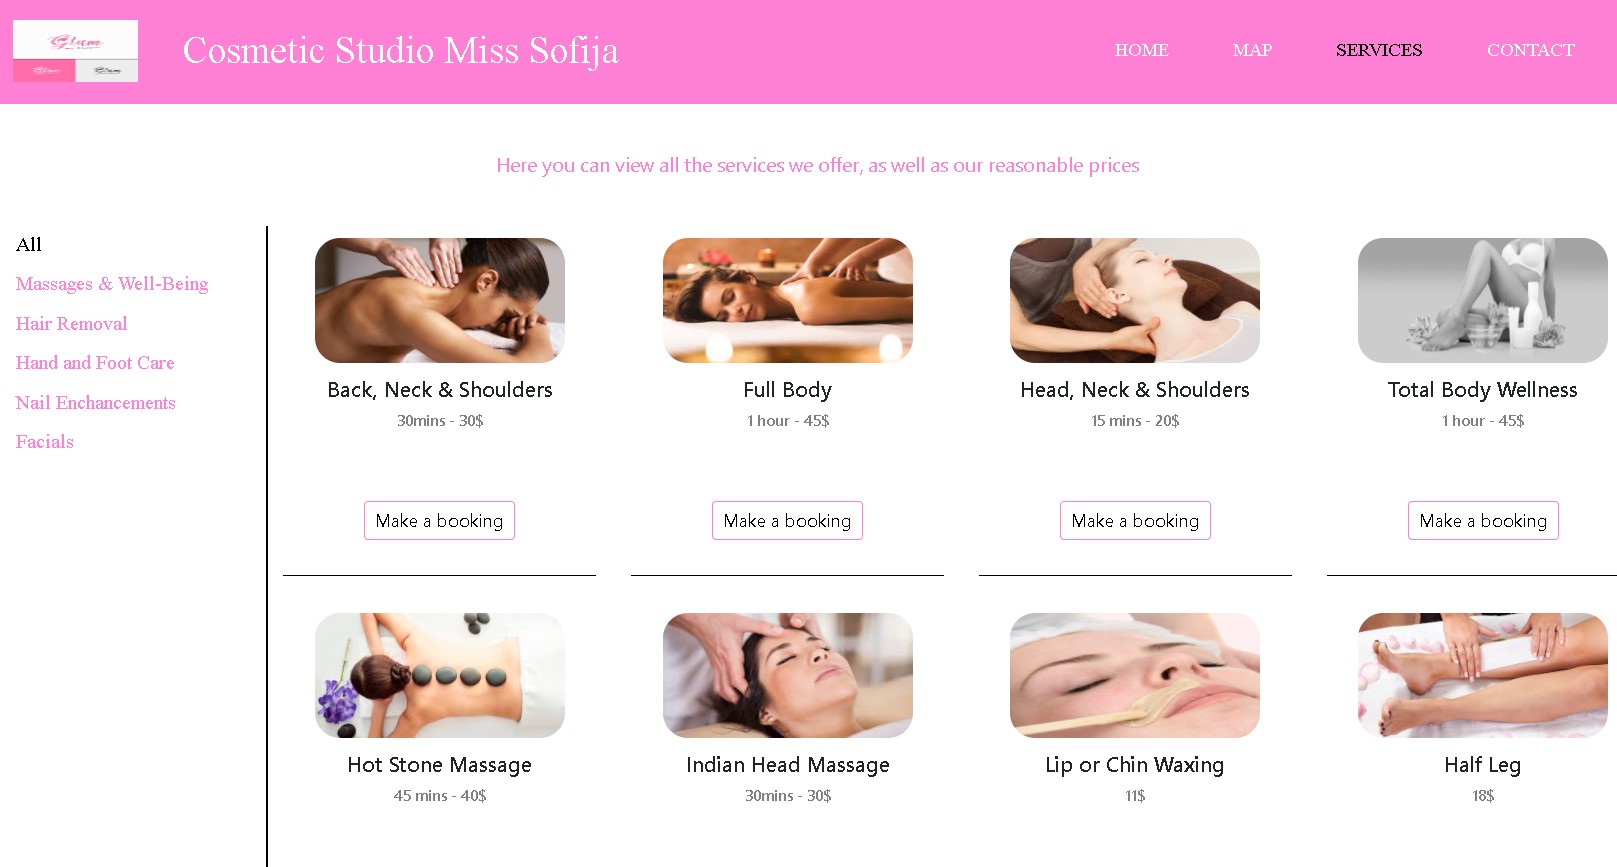 Glam
Glam
Glam
Cosmetic Studio Miss Sofija
HOME
MAP
SERVICES
CONTACT
Here you can view all the services we offer, as well as our reasonable prices
All
Massages & Well-Being
Hair Removal
Hand and Foot Care
Nail Enchancements
Facials
Back, Neck & Shoulders
30mins - 30$
Make a booking
Full Body
1 hour - 45$
Make a booking
Head, Neck & Shoulders
15 mins - 20$
Make a booking
Total Body Wellness
1 hour - 45$
Make a booking
Hot Stone Massage
45 mins - 40$
Indian Head Massage
30mins - 30$
Lip or Chin Waxing
11$
Half Leg
18$